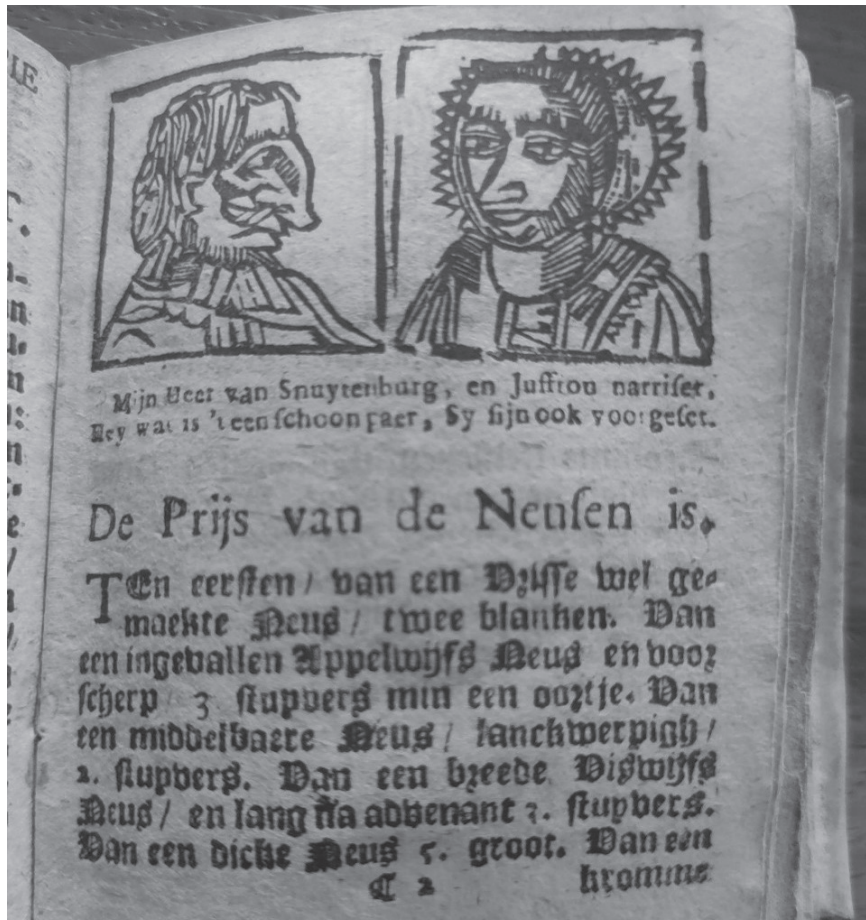 Mijn Heer van Snuytenburg, en Juffrou narriſet,
Hey wat is 't een ſchoon paer, Sy ſijn ook voorgeſet.
De Prijs van de Neuſen is.
TEn eerſten / van een Vriſſe wel ge-
maekte Neus / twee blanken. Van
een ingevallen Appelwijfs Neus en voor
ſcherp / 3 ſtuyvers min een oortje. Van
een middelbaere Neus / lanckwerpigh /
2. ſtuyvers. Van een breede Viswijfs
Neus / en lang na advenant 3. ſtuyvers.
Van een dicke Neus 5. groot. Van een
C 2 kromme